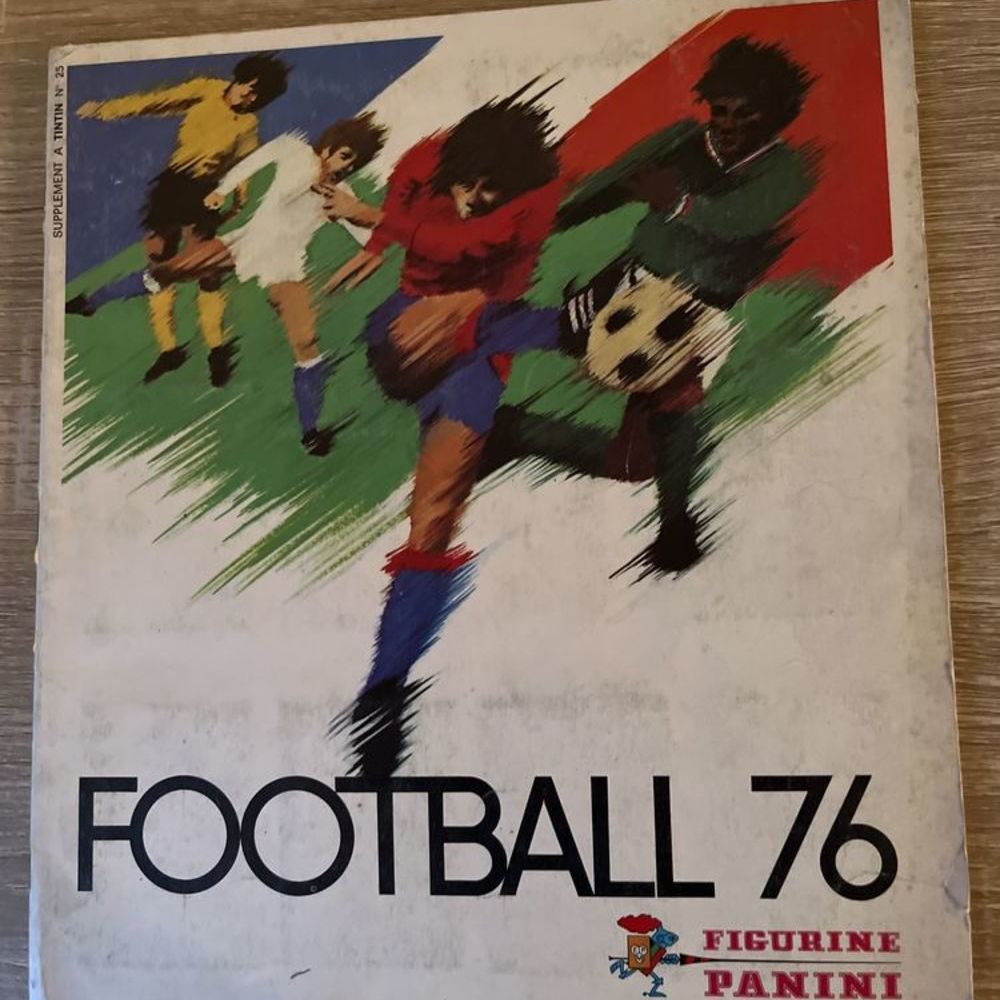 SUPPLEMENT A TINTIN N° 25
FOOTBALL 76
FIGURINE
PANINI